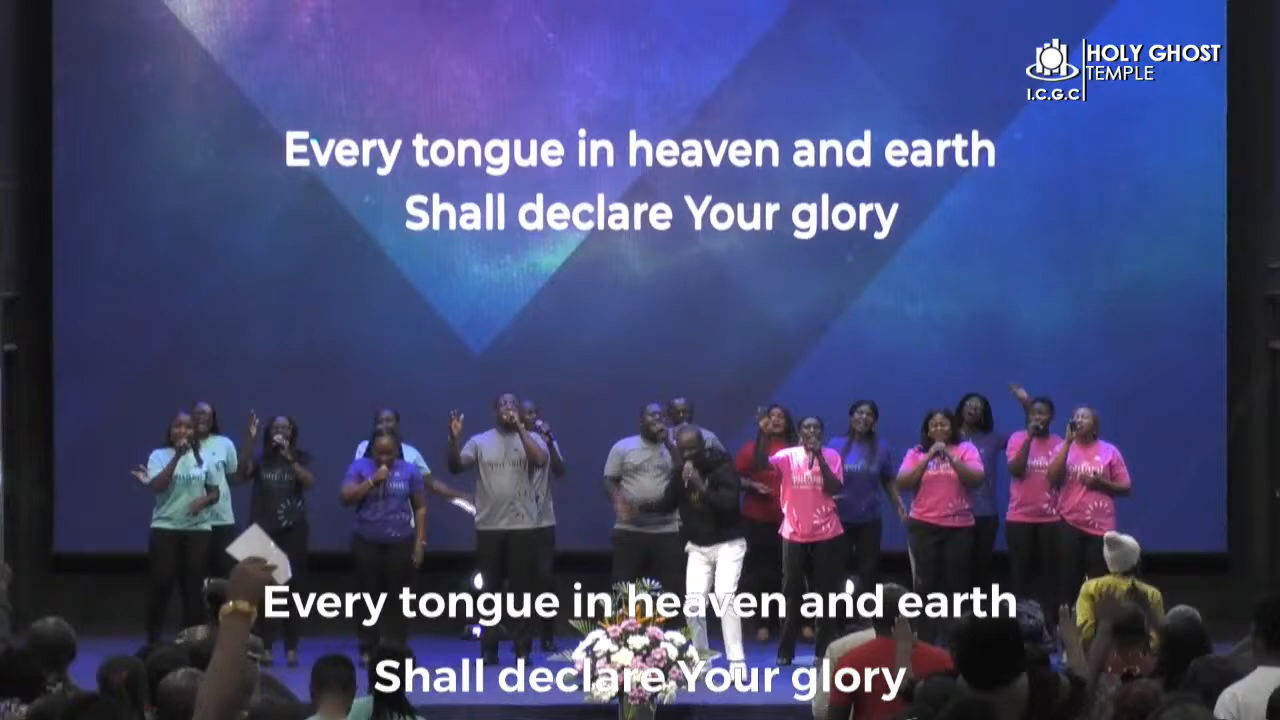 HOLY GHOST
TEMPLE
I.C.G.C
Every tongue in heaven and earth
Shall declare Your glory
Every tongue in heaven and earth
Shall declare Your glory